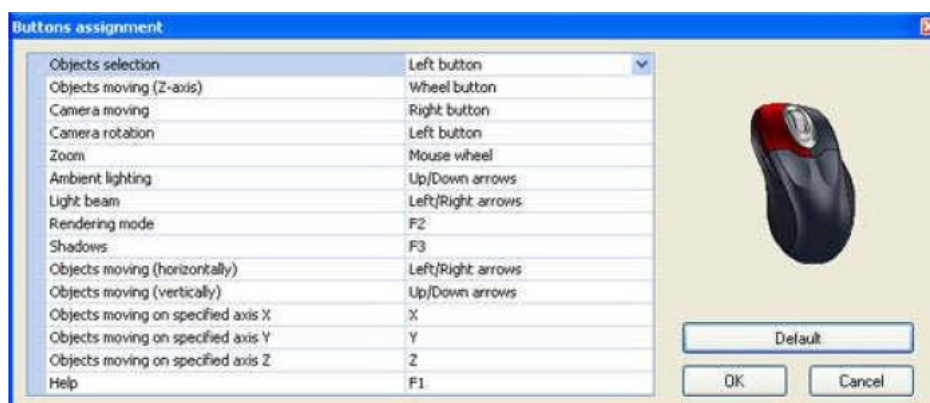 Buttons assignment
Objects selection Left button
Objects moving (Z-axis) Wheel button
Camera moving Right button
Camera rotation Left button
Zoom Mouse wheel
Ambient lighting Up/Down arrows
Light beam Left/Right arrows
Rendering mode F2
Shadows F3
Objects moving (horizontally) Left/Right arrows
Objects moving (vertically) Up/Down arrows
Objects moving on specified axis X X
Objects moving on specified axis Y Y
Objects moving on specified axis Z Z
Help F1
Default
OK Cancel